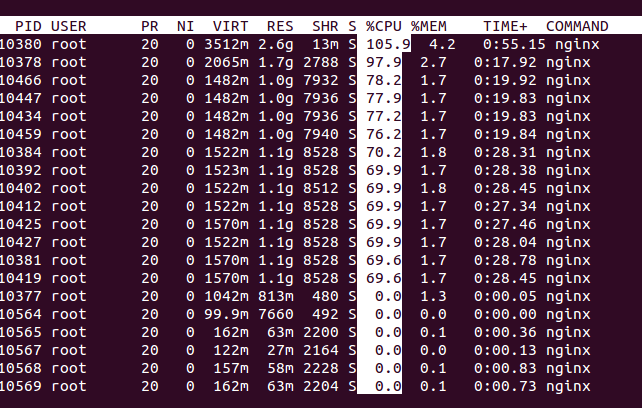 PID USER PR NI VIRT RES SHR S %CPU %MEM TIME+ COMMAND
10380 root 20 0 3512m 2.6g 13m S 105.9 4.2 0:55.15 nginx
10378 root 20 0 2065m 1.7g 2788 S 97.9 2.7 0:17.92 nginx
10466 root 20 0 1482m 1.0g 7932 S 78.2 1.7 0:19.92 nginx
10447 root 20 0 1482m 1.0g 7936 S 77.9 1.7 0:19.83 nginx
10434 root 20 0 1482m 1.0g 7936 S 77.2 1.7 0:19.83 nginx
10459 root 20 0 1482m 1.0g 7940 S 76.2 1.7 0:19.84 nginx
10384 root 20 0 1522m 1.1g 8528 S 70.2 1.8 0:28.31 nginx
10392 root 20 0 1523m 1.1g 8528 S 69.9 1.7 0:28.38 nginx
10402 root 20 0 1522m 1.1g 8512 S 69.9 1.8 0:28.45 nginx
10412 root 20 0 1522m 1.1g 8528 S 69.9 1.7 0:27.34 nginx
10425 root 20 0 1570m 1.1g 8528 S 69.9 1.7 0:27.46 nginx
10427 root 20 0 1522m 1.1g 8528 S 69.9 1.7 0:28.04 nginx
10381 root 20 0 1570m 1.1g 8528 S 69.6 1.7 0:28.78 nginx
10419 root 20 0 1570m 1.1g 8528 S 69.6 1.7 0:28.45 nginx
10377 root 20 0 1042m 813m 480 S 0.0 1.3 0:00.05 nginx
10564 root 20 0 99.9m 7660 492 S 0.0 0.0 0:00.00 nginx
10565 root 20 0 162m 63m 2200 S 0.0 0.1 0:00.36 nginx
10567 root 20 0 122m 27m 2164 S 0.0 0.0 0:00.13 nginx
10568 root 20 0 157m 58m 2228 S 0.0 0.1 0:00.83 nginx
10569 root 20 0 162m 63m 2204 S 0.0 0.1 0:00.73 nginx